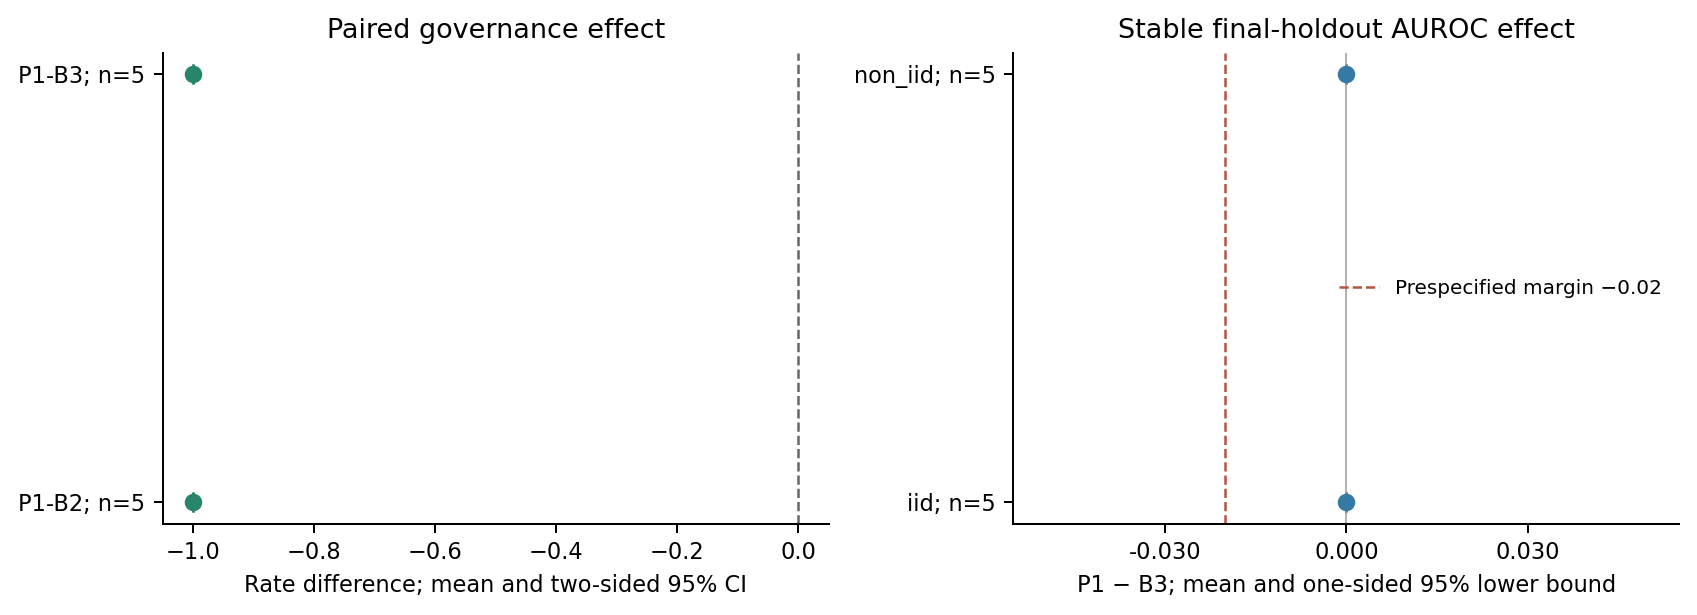 Paired governance effect
P1-B3; n=5
P1-B2; n=5
−1.0 −0.8 −0.6 −0.4 −0.2 0.0
Rate difference; mean and two-sided 95% CI
Stable final-holdout AUROC effect
non_iid; n=5
Prespecified margin −0.02
iid; n=5
-0.030 0.000 0.030
P1 − B3; mean and one-sided 95% lower bound